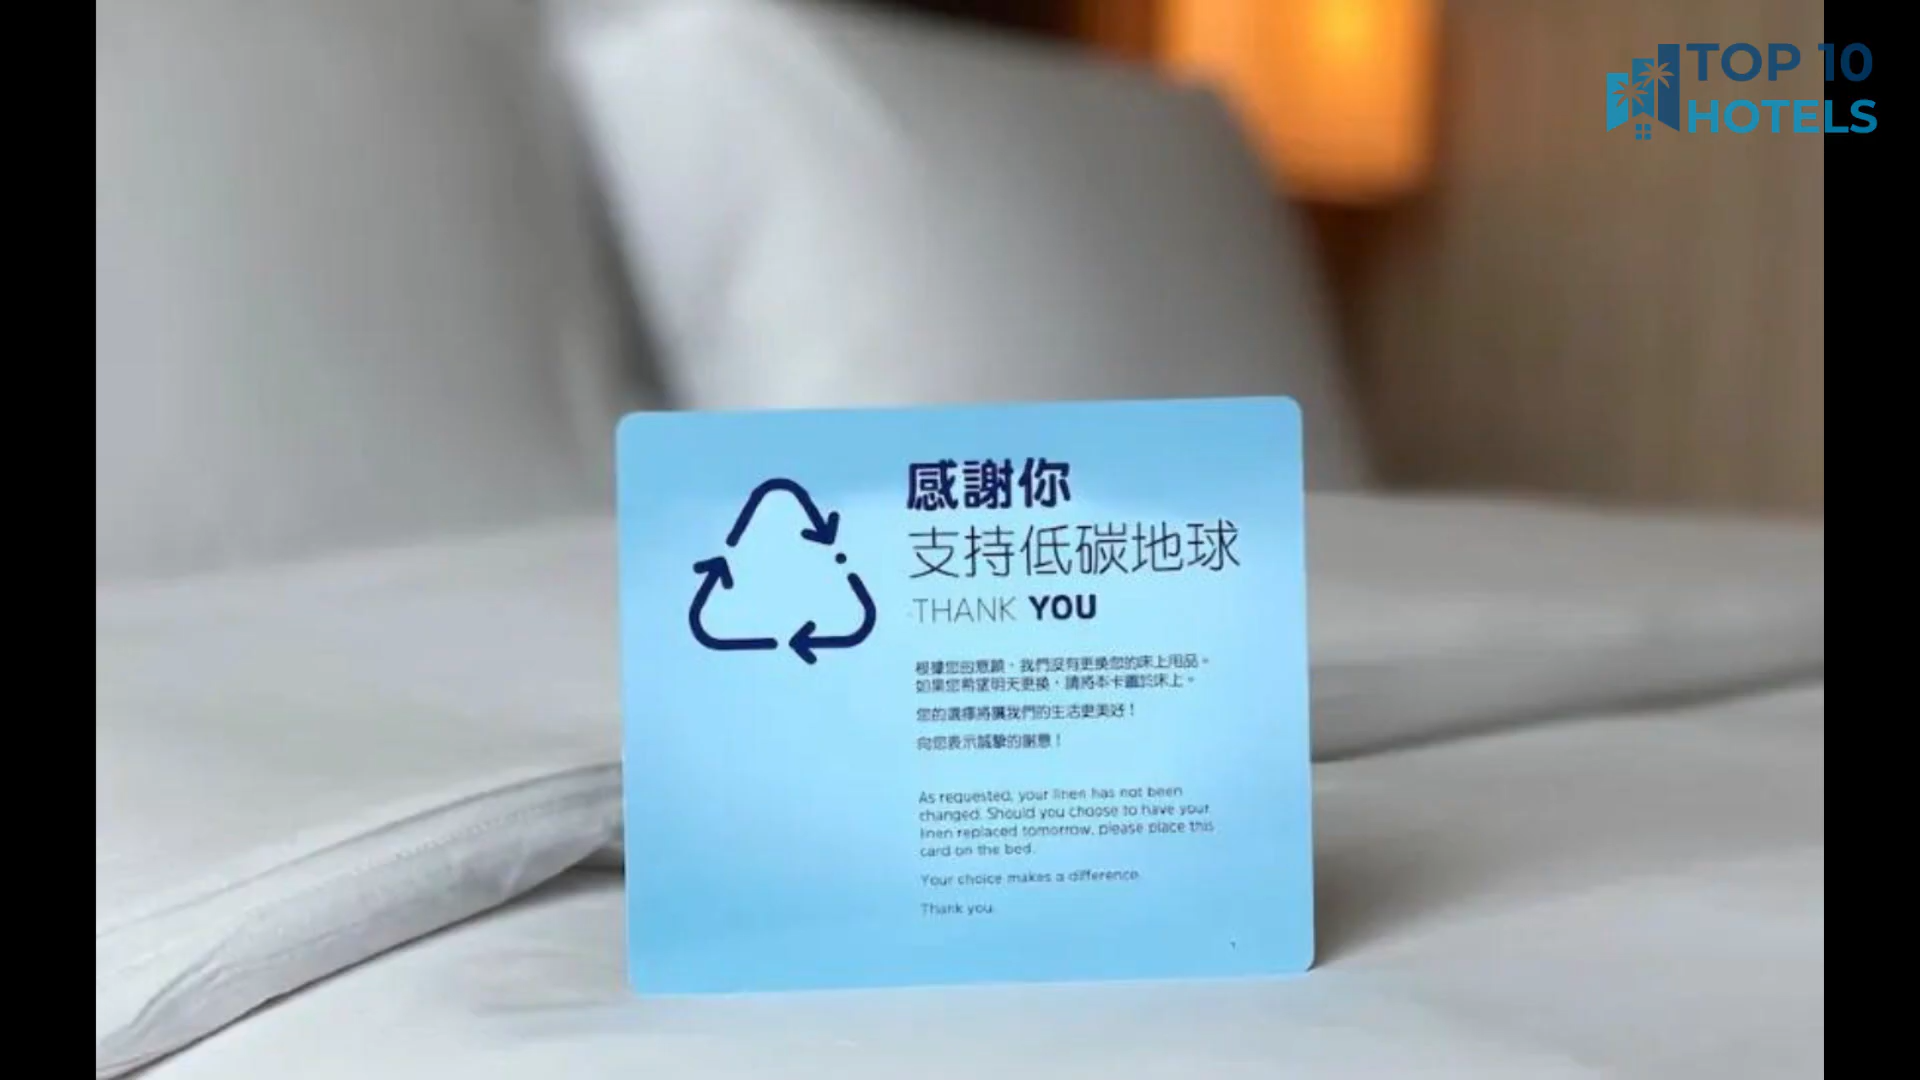 TOP 10
HOTELS
感謝你
支持低碳地球
THANK YOU
根據您的意願，我們沒有更換您的床上用品。
如果您希望明天更換，請將本卡置於床上。
您的選擇將讓我們的生活更美好！
向您表示誠摯的謝意！
As requested, your linen has not been
changed. Should you choose to have your
linen replaced tomorrow, please place this
card on the bed.
Your choice makes a difference.
Thank you.